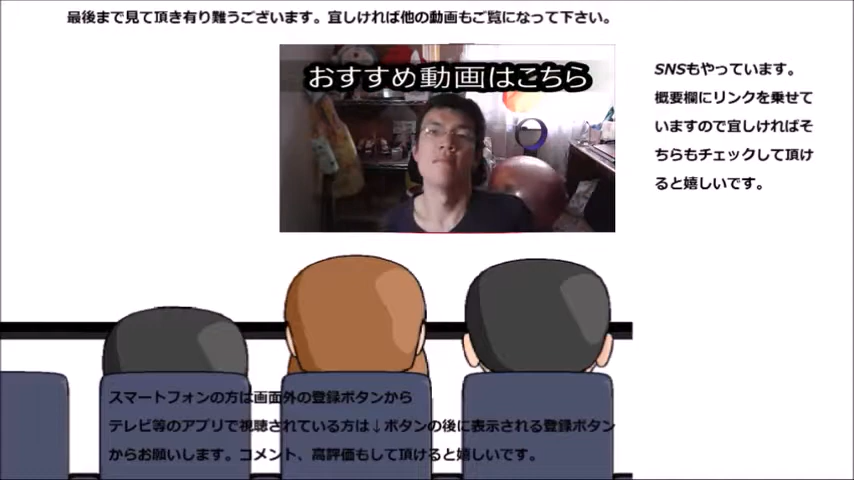 最後まで見て頂き有り難うございます。宜しければ他の動画もご覧になって下さい。
おすすめ動画はこちら
SNSもやっています。
概要欄にリンクを乗せて
いますので宜しければそ
ちらもチェックして頂け
ると嬉しいです。
スマートフォンの方は画面外の登録ボタンから
テレビ等のアプリで視聴されている方は↓ボタンの後に表示される登録ボタン
からお願いします。コメント、高評価もして頂けると嬉しいです。